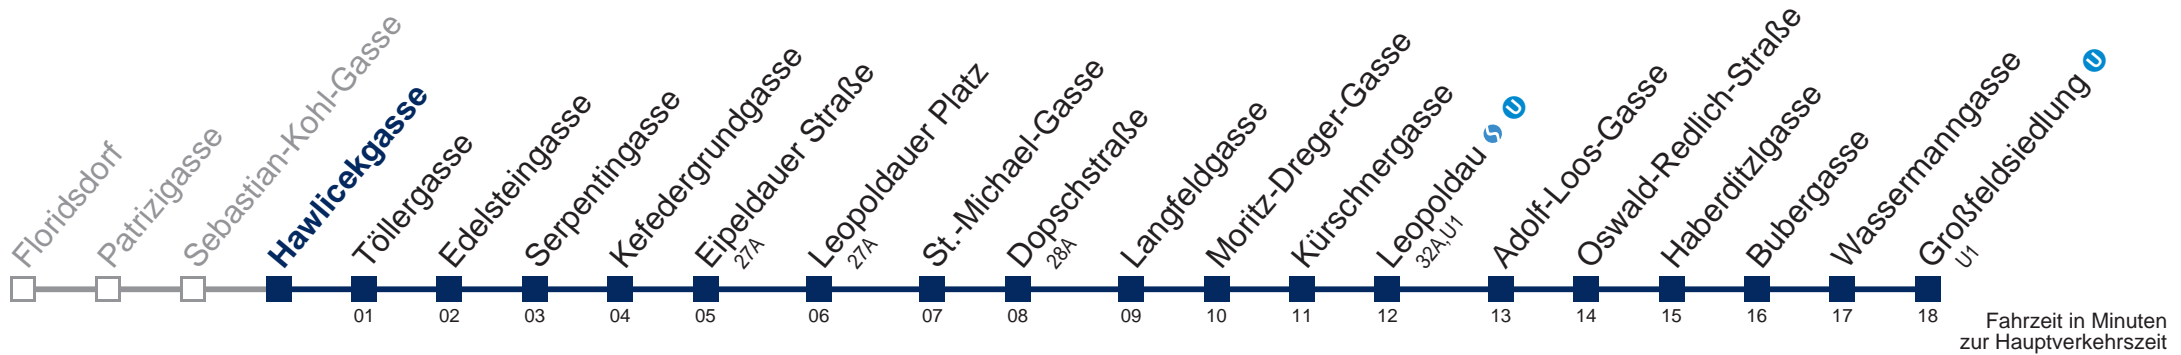 Floridsdorf
Patrizigasse
Sebastian-Kohl-Gasse
Hawlicekgasse
Töllergasse
Edelsteingasse
Serpentingasse
Kefedergrundgasse
Eipeldauer Straße
27A
Leopoldauer Platz
27A
St.-Michael-Gasse
Dopschstraße
28A
Langfeldgasse
Moritz-Dreger-Gasse
Kürschnergasse
Leopoldau S U
32A,U1
Adolf-Loos-Gasse
Oswald-Redlich-Straße
Haberditzlgasse
Bubergasse
Wassermanngasse
Großfeldsiedlung U
U1
01 02 03 04 05 06 07 08 09 10 11 12 13 14 15 16 17 18
Fahrzeit in Minuten
zur Hauptverkehrszeit